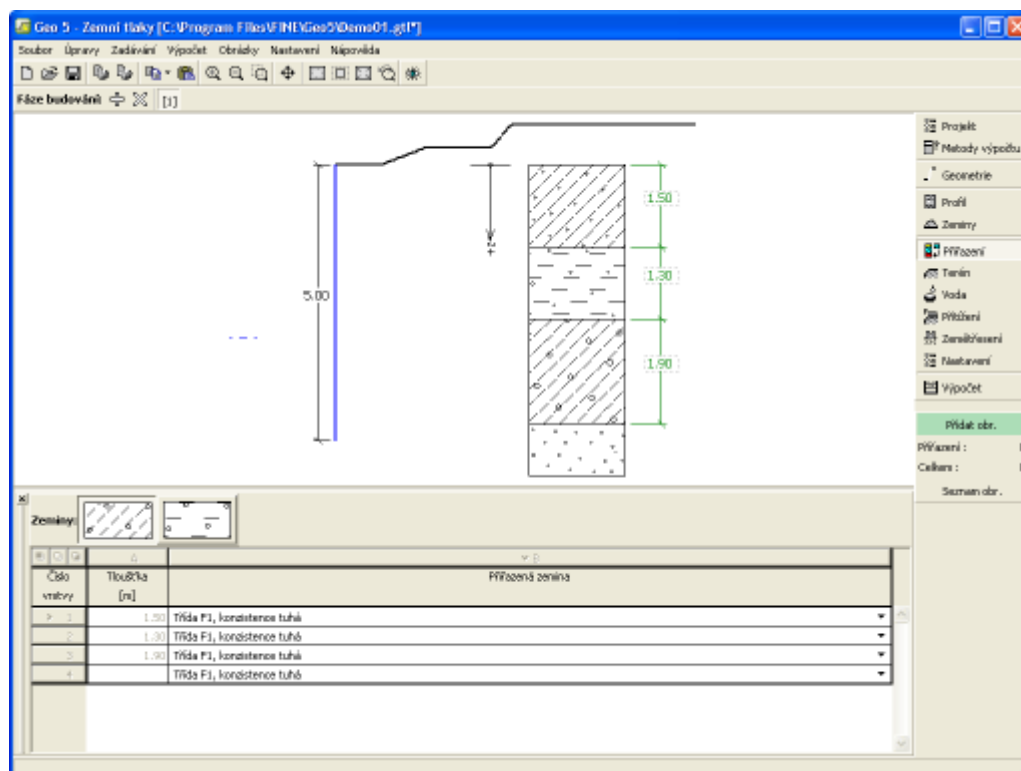 Geo 5 - Zemní tlaky [C:\Program Files\FINE\Geo5\Demo01.gtl*]
Soubor Úpravy Zadávání Výpočet Obrázky Nastavení Nápověda
Fáze budování: [1]
5.00
+z
1.50
1.30
1.90
Projekt
Metody výpočtu
Geometrie
Profil
Zeminy
Přiřazení
Terén
Voda
Přitížení
Zemětřesení
Nastavení
Výpočet
Přidat obr.
Přiřazení :
Celkem :
Seznam obr.
Zeminy:
Číslo vrstvy Tloušťka [m] Přiřazená zemina
1 1.50 Třída F1, konzistence tuhá
2 1.30 Třída F1, konzistence tuhá
3 1.90 Třída F1, konzistence tuhá
4 Třída F1, konzistence tuhá